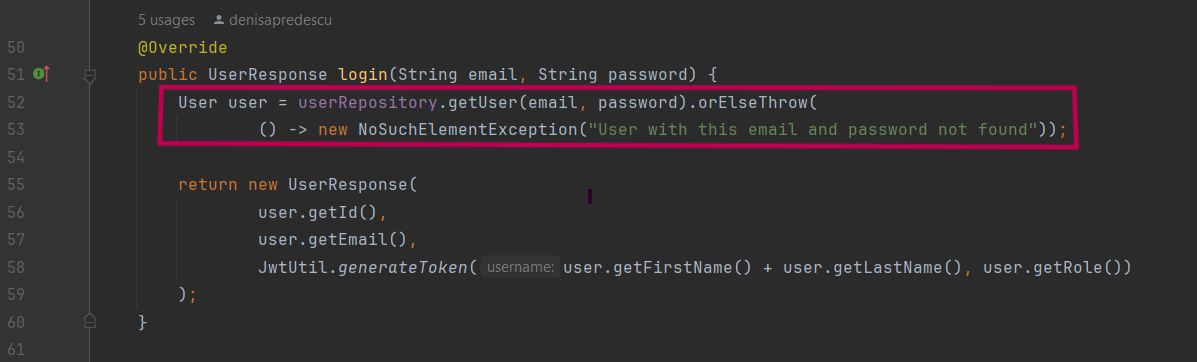 5 usages denisapredescu
50 @Override
51 public UserResponse login(String email, String password) {
52 User user = userRepository.getUser(email, password).orElseThrow(
53 () -> new NoSuchElementException("User with this email and password not found"));
54
55 return new UserResponse(
56 user.getId(),
57 user.getEmail(),
58 JwtUtil.generateToken( username: user.getFirstName() + user.getLastName(), user.getRole())
59 );
60 }
61